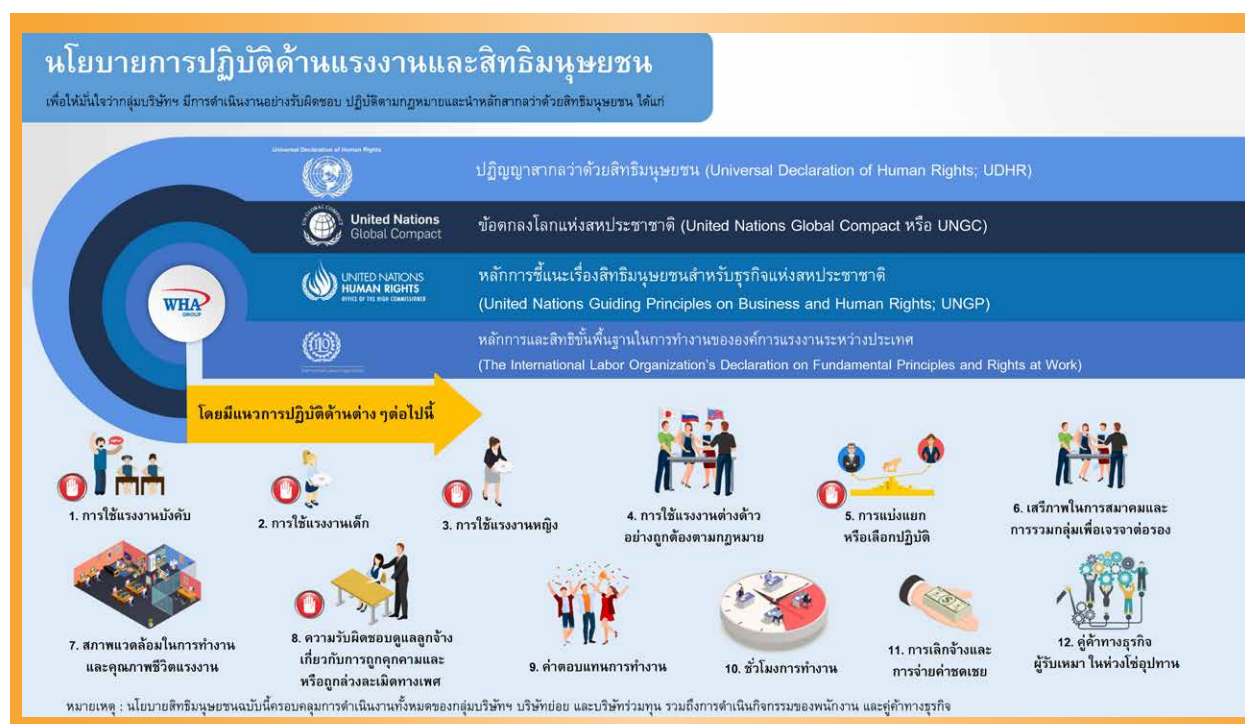 นโยบายการปฏิบัติด้านแรงงานและสิทธิมนุษยชน
เพื่อให้มั่นใจว่ากลุ่มบริษัทฯ มีการดำเนินงานอย่างรับผิดชอบ ปฏิบัติตามกฎหมายและนำหลักสากลว่าด้วยสิทธิมนุษยชน ได้แก่
Universal Declaration of Human Rights
ปฏิญญาสากลว่าด้วยสิทธิมนุษยชน (Universal Declaration of Human Rights; UDHR)
United Nations
Global Compact
ข้อตกลงโลกแห่งสหประชาชาติ (United Nations Global Compact หรือ UNGC)
UNITED NATIONS
HUMAN RIGHTS
OFFICE OF THE HIGH COMMISSIONER
หลักการชี้แนะเรื่องสิทธิมนุษยชนสำหรับธุรกิจแห่งสหประชาชาติ
(United Nations Guiding Principles on Business and Human Rights; UNGP)
WHA
GROUP
หลักการและสิทธิขั้นพื้นฐานในการทำงานขององค์การแรงงานระหว่างประเทศ
(The International Labor Organization's Declaration on Fundamental Principles and Rights at Work)
โดยมีแนวการปฏิบัติด้านต่าง ๆต่อไปนี้
1. การใช้แรงงานบังคับ
2. การใช้แรงงานเด็ก
3. การใช้แรงงานหญิง
4. การใช้แรงงานต่างด้าว
อย่างถูกต้องตามกฎหมาย
5. การแบ่งแยก
หรือเลือกปฏิบัติ
6. เสรีภาพในการสมาคมและ
การรวมกลุ่มเพื่อเจรจาต่อรอง
7. สภาพแวดล้อมในการทำงาน
และคุณภาพชีวิตแรงงาน
8. ความรับผิดชอบดูแลลูกจ้าง
เกี่ยวกับการถูกคุกคามและ
หรือถูกล่วงละเมิดทางเพศ
9. ค่าตอบแทนการทำงาน
10. ชั่วโมงการทำงาน
11. การเลิกจ้างและ
การจ่ายค่าชดเชย
12. คู่ค้าทางธุรกิจ
ผู้รับเหมา ในห่วงโซ่อุปทาน
หมายเหตุ : นโยบายสิทธิมนุษยชนฉบับนี้ครอบคลุมการดำเนินงานทั้งหมดของกลุ่มบริษัทฯ บริษัทย่อย และบริษัทร่วมทุน รวมถึงการดำเนินกิจกรรมของพนักงาน และคู่ค้าทางธุรกิจ